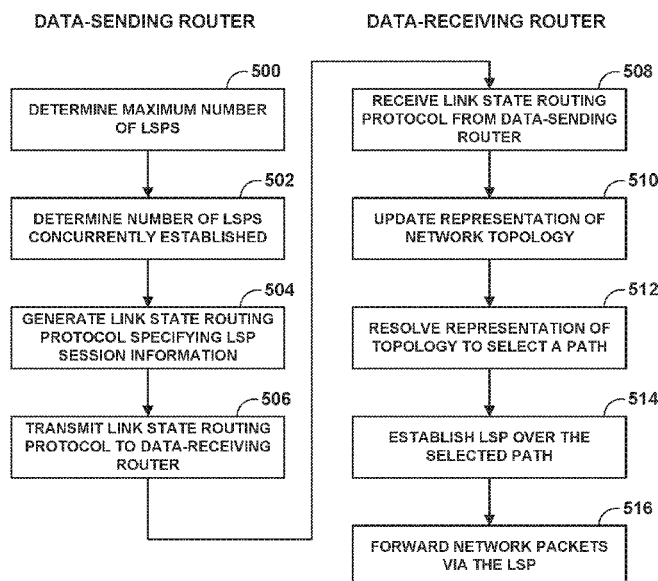 DATA-SENDING ROUTER
500
DETERMINE MAXIMUM NUMBER
OF LSPS
502
DETERMINE NUMBER OF LSPS
CONCURRENTLY ESTABLISHED
504
GENERATE LINK STATE ROUTING
PROTOCOL SPECIFYING LSP
SESSION INFORMATION
506
TRANSMIT LINK STATE ROUTING
PROTOCOL TO DATA-RECEIVING
ROUTER
DATA-RECEIVING ROUTER
508
RECEIVE LINK STATE ROUTING
PROTOCOL FROM DATA-SENDING
ROUTER
510
UPDATE REPRESENTATION OF
NETWORK TOPOLOGY
512
RESOLVE REPRESENTATION OF
TOPOLOGY TO SELECT A PATH
514
ESTABLISH LSP OVER THE
SELECTED PATH
516
FORWARD NETWORK PACKETS
VIA THE LSP